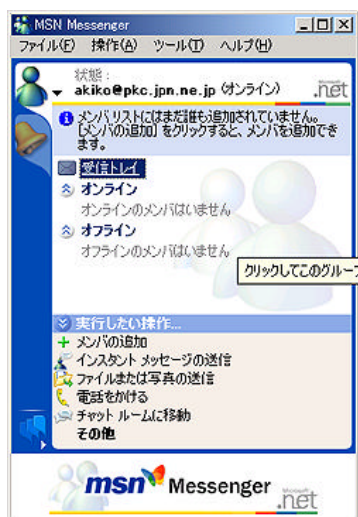 MSN Messenger
ファイル(F) 操作(A) ツール(T) ヘルプ(H)
状態 :
akiko@pkc.jpn.ne.jp (オンライン)
.net
メンバ リストにはまだ誰も追加されていません。
[メンバの追加] をクリックすると、メンバを追加でき
ます。
受信トレイ
オンライン
オンラインのメンバはいません
オフライン
オフラインのメンバはいません
クリックしてこのグループ
実行したい操作...
メンバの追加
インスタント メッセージの送信
ファイルまたは写真の送信
電話をかける
チャット ルームに移動
その他
msn Messenger
.net